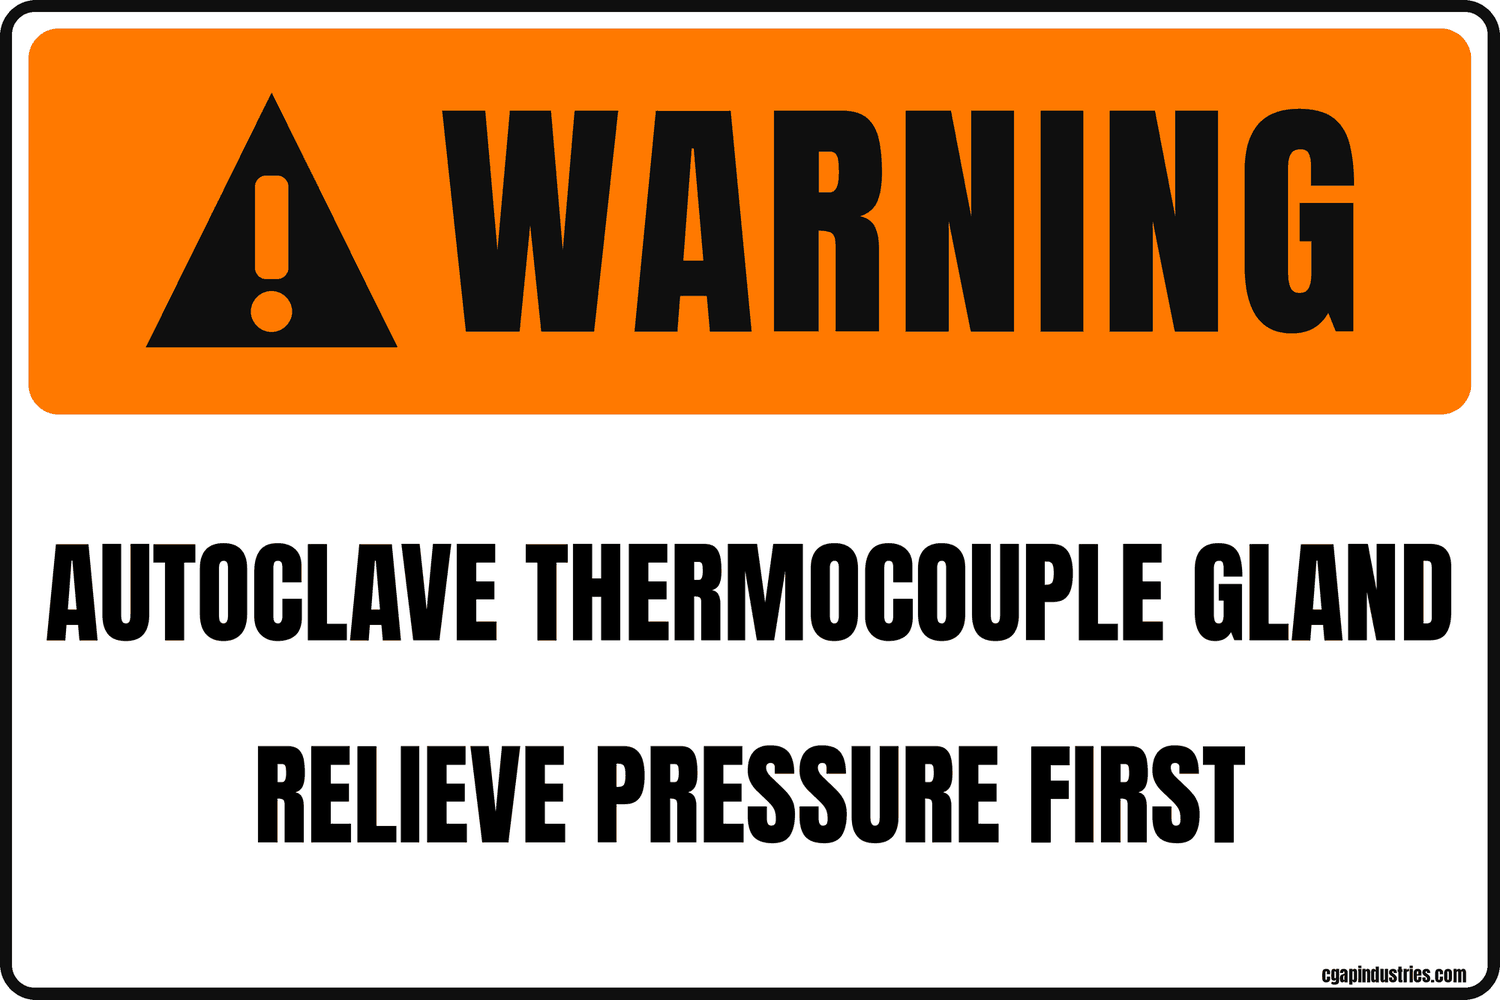 WARNING
AUTOCLAVE THERMOCOUPLE GLAND
RELIEVE PRESSURE FIRST
cgapindustries.com